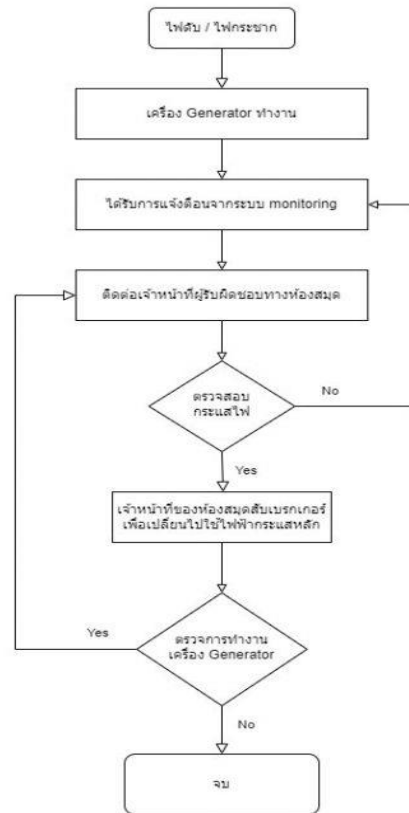 ไฟดับ / ไฟกระชาก
เครื่อง Generator ทำงาน
ได้รับการแจ้งตือนจากระบบ monitoring
ติดต่อเจ้าหน้าที่ผู้รับผิดชอบทางห้องสมุด
ตรวจสอบ
กระแสไฟ
No
Yes
เจ้าหน้าที่ของห้องสมุดสับเบรกเกอร์
เพื่อเปลี่ยนไปใช้ไฟฟ้ากระแสหลัก
Yes
ตรวจการทำงาน
เครื่อง Generator
No
จบ